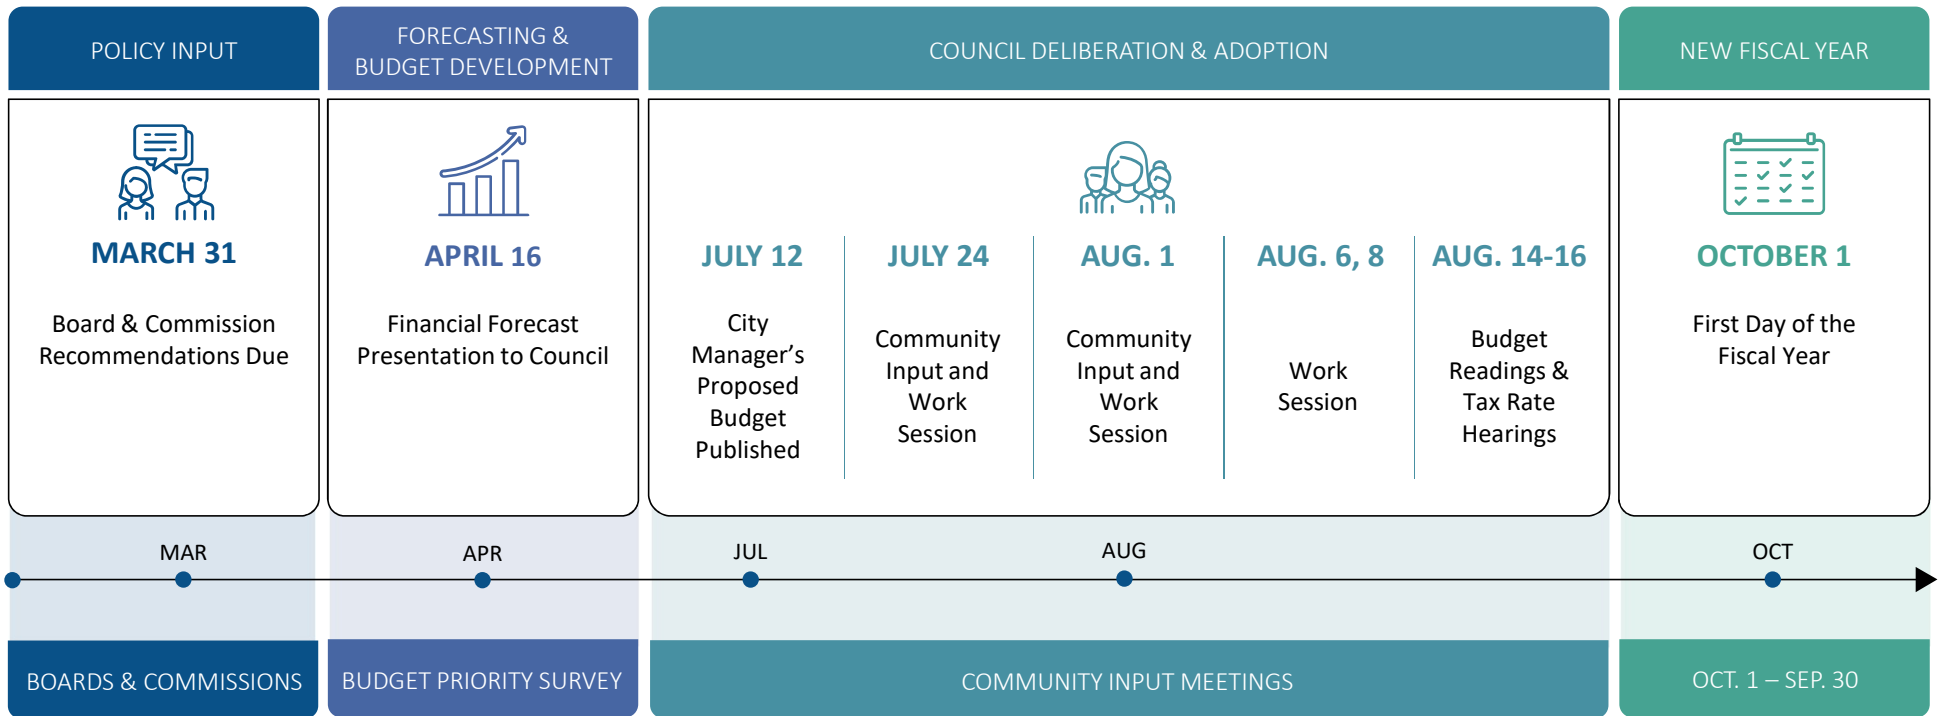 POLICY INPUT
FORECASTING &
BUDGET DEVELOPMENT
COUNCIL DELIBERATION & ADOPTION
NEW FISCAL YEAR
MARCH 31
Board & Commission
Recommendations Due
APRIL 16
Financial Forecast
Presentation to Council
JULY 12
City
Manager’s
Proposed
Budget
Published
JULY 24
Community
Input and
Work
Session
AUG. 1
Community
Input and
Work
Session
AUG. 6, 8
Work
Session
AUG. 14-16
Budget
Readings &
Tax Rate
Hearings
OCTOBER 1
First Day of the
Fiscal Year
MAR
APR
JUL
AUG
OCT
BOARDS & COMMISSIONS
BUDGET PRIORITY SURVEY
COMMUNITY INPUT MEETINGS
OCT. 1 – SEP. 30